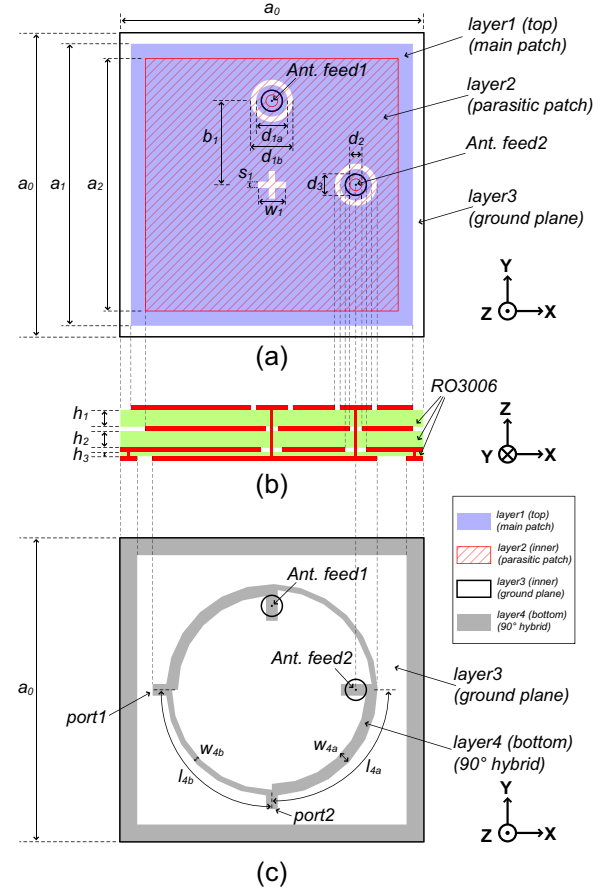 a0
layer1 (top)
(main patch)
Ant. feed1
layer2
(parasitic patch)
b1
d1a
d1b
d2
Ant. feed2
a0
a1
a2
s1
d3
w1
layer3
(ground plane)
Y
Z
X
(a)
RO3006
h1
h2
h3
Z
Y
X
(b)
layer1 (top)
(main patch)
layer2 (inner)
(parasitic patch)
layer3 (inner)
(ground plane)
layer4 (bottom)
(90° hybrid)
Ant. feed1
Ant. feed2
a0
port1
layer3
(ground plane)
w4b
w4a
l4b
l4a
layer4 (bottom)
(90° hybrid)
port2
Y
Z
X
(c)